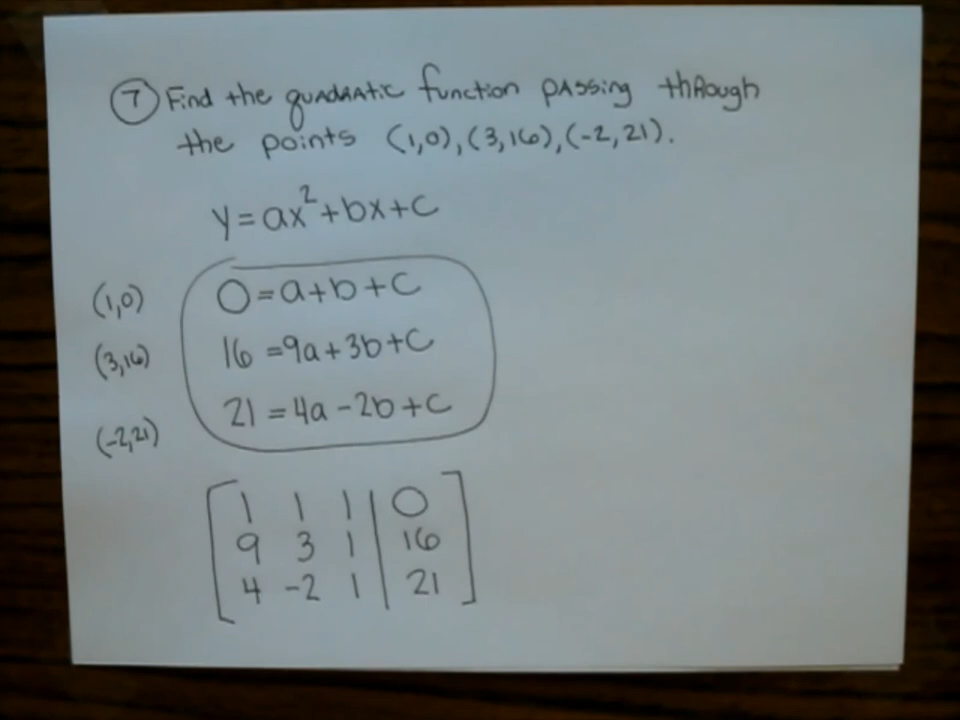 7 Find the quadratic function passing through
the points (1,0), (3,16), (-2, 21).
y = ax² + bx + c
(1,0) 0 = a + b + c
(3,16) 16 = 9a + 3b + c
(-2,21) 21 = 4a - 2b + c
1 1 1 | 0
9 3 1 | 16
4 -2 1 | 21